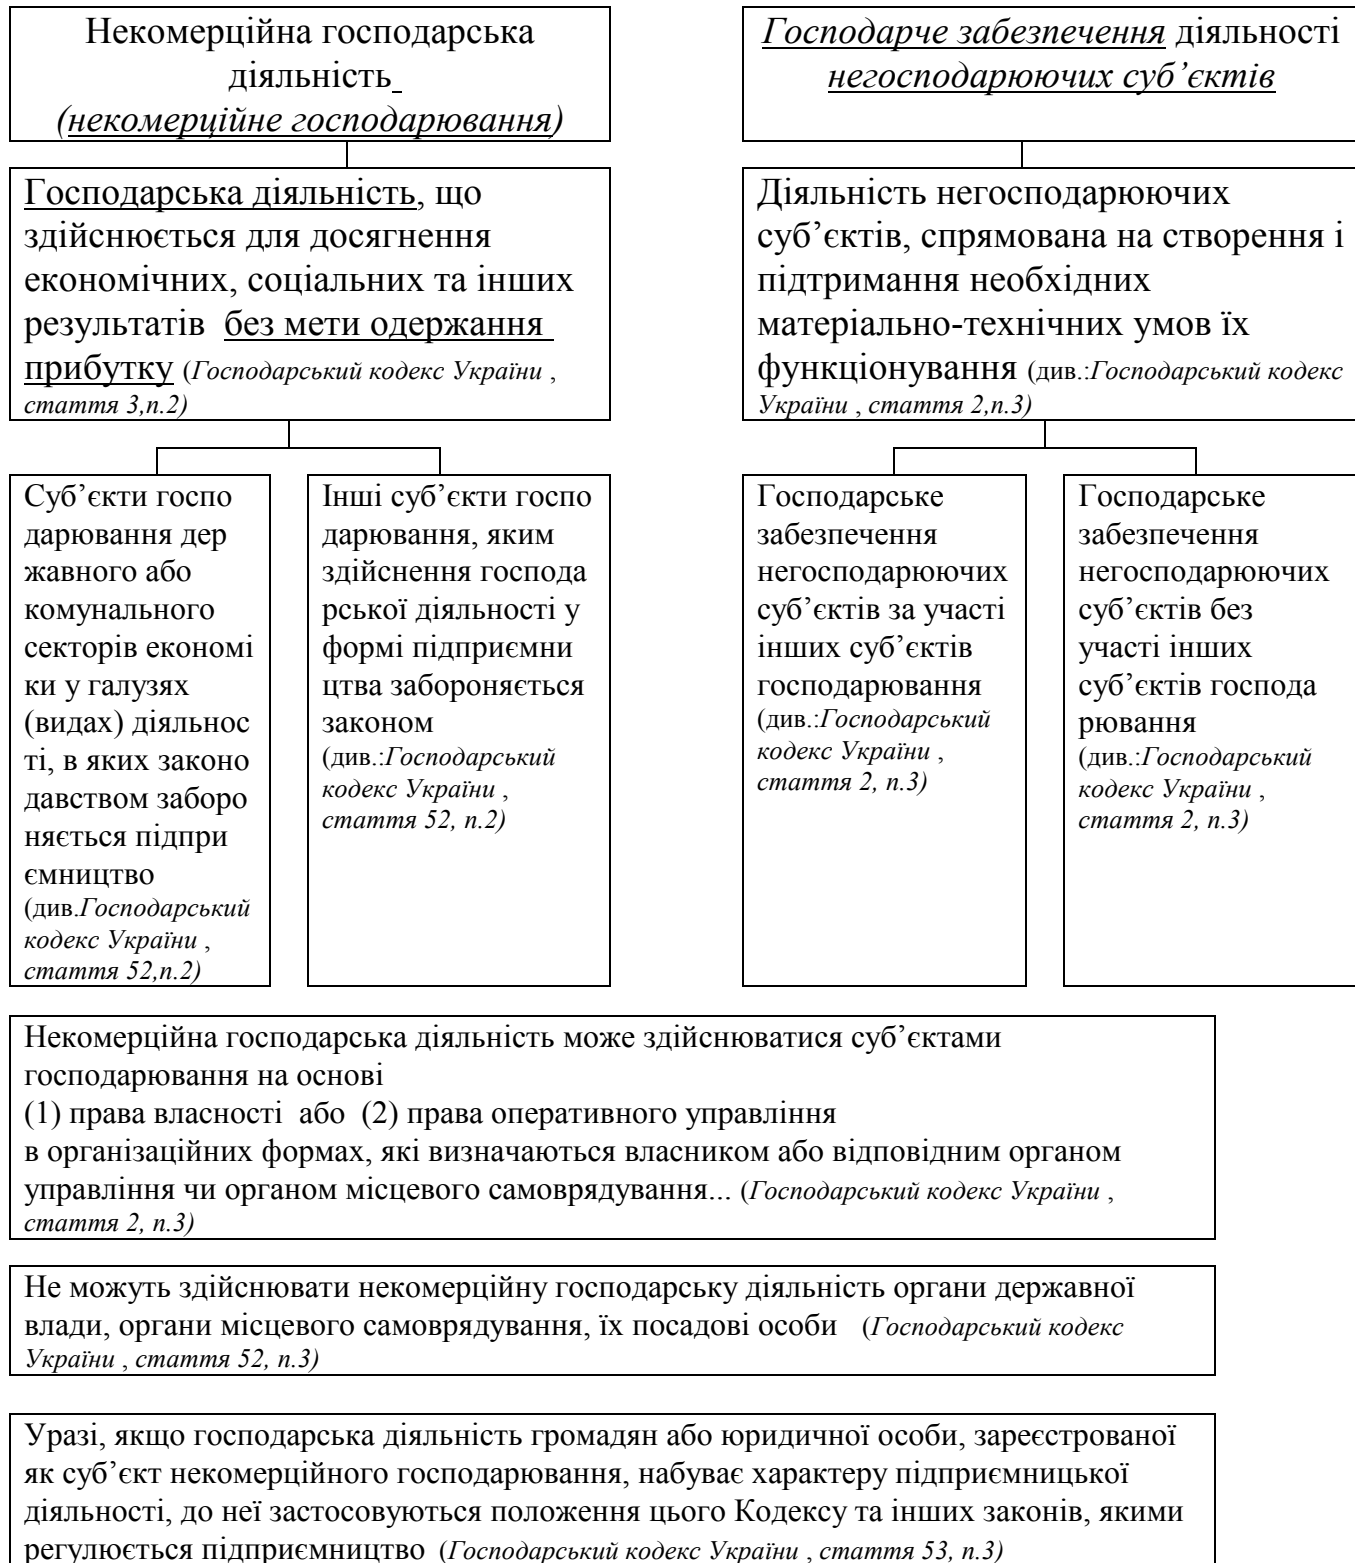 Некомерційна господарська
діяльність
(некомерційне господарювання)
Господарче забезпечення діяльності
негосподарюючих суб’єктів
Господарська діяльність, що
здійснюється для досягнення
економічних, соціальних та інших
результатів без мети одержання
прибутку (Господарський кодекс України ,
стаття 3,п.2)
Діяльність негосподарюючих
суб’єктів, спрямована на створення і
підтримання необхідних
матеріально-технічних умов їх
функціонування (див.:Господарський кодекс
України , стаття 2,п.3)
Суб’єкти госпо
дарювання дер
жавного або
комунального
секторів економі
ки у галузях
(видах) діяльнос
ті, в яких законо
давством заборо
няється підпри
ємництво
(див.Господарський
кодекс України ,
стаття 52,п.2)
Інші суб’єкти госпо
дарювання, яким
здійснення господа
рської діяльності у
формі підприємни
цтва забороняється
законом
(див.:Господарський
кодекс України ,
стаття 52, п.2)
Господарське
забезпечення
негосподарюючих
суб’єктів за участі
інших суб’єктів
господарювання
(див.:Господарський
кодекс України ,
стаття 2, п.3)
Господарське
забезпечення
негосподарюючих
суб’єктів без
участі інших
суб’єктів господа
рювання
(див.:Господарський
кодекс України ,
стаття 2, п.3)
Некомерційна господарська діяльність може здійснюватися суб’єктами
господарювання на основі
(1) права власності або (2) права оперативного управління
в організаційних формах, які визначаються власником або відповідним органом
управління чи органом місцевого самоврядування... (Господарський кодекс України ,
стаття 2, п.3)
Не можуть здійснювати некомерційну господарську діяльність органи державної
влади, органи місцевого самоврядування, їх посадові особи (Господарський кодекс
України , стаття 52, п.3)
Уразі, якщо господарська діяльність громадян або юридичної особи, зареєстрованої
як суб’єкт некомерційного господарювання, набуває характеру підприємницької
діяльності, до неї застосовуються положення цього Кодексу та інших законів, якими
регулюється підприємництво (Господарський кодекс України , стаття 53, п.3)